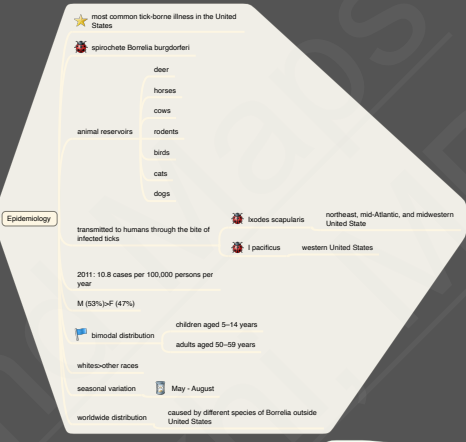 most common tick-borne illness in the United
States
spirochete Borrelia burgdorferi
deer
horses
cows
animal reservoirs
rodents
birds
cats
dogs
Epidemiology
transmitted to humans through the bite of
infected ticks
Ixodes scapularis
northeast, mid-Atlantic, and midwestern
United State
I pacificus
western United States
2011: 10.8 cases per 100,000 persons per
year
M (53%)>F (47%)
bimodal distribution
children aged 5–14 years
adults aged 50–59 years
whites>other races
seasonal variation
May - August
worldwide distribution
caused by different species of Borrelia outside
United States